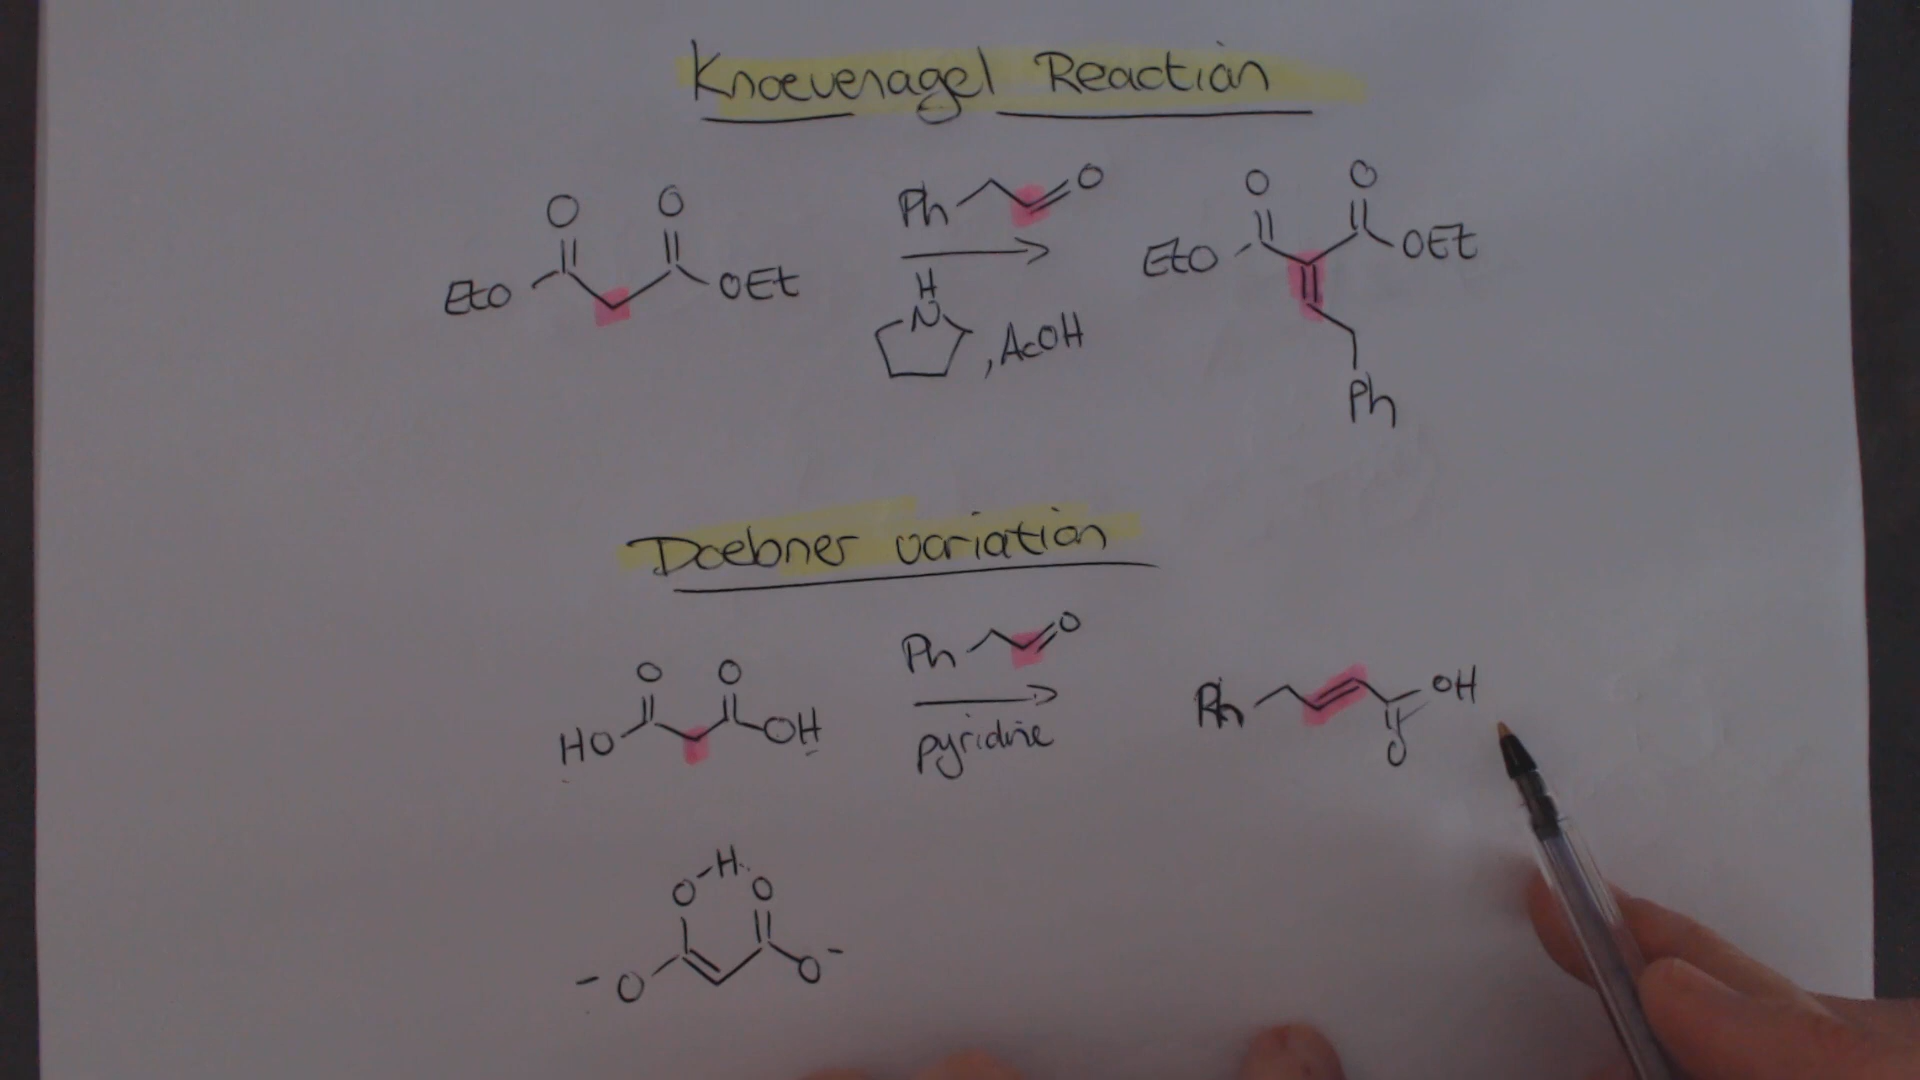 Knoevenagel Reaction
O O Ph O O O
EtO OEt EtO OEt
H
N , AcOH
Ph
Doebner variation
O O Ph O
HO OH pyridine Ph OH
O
O H O
- O O -